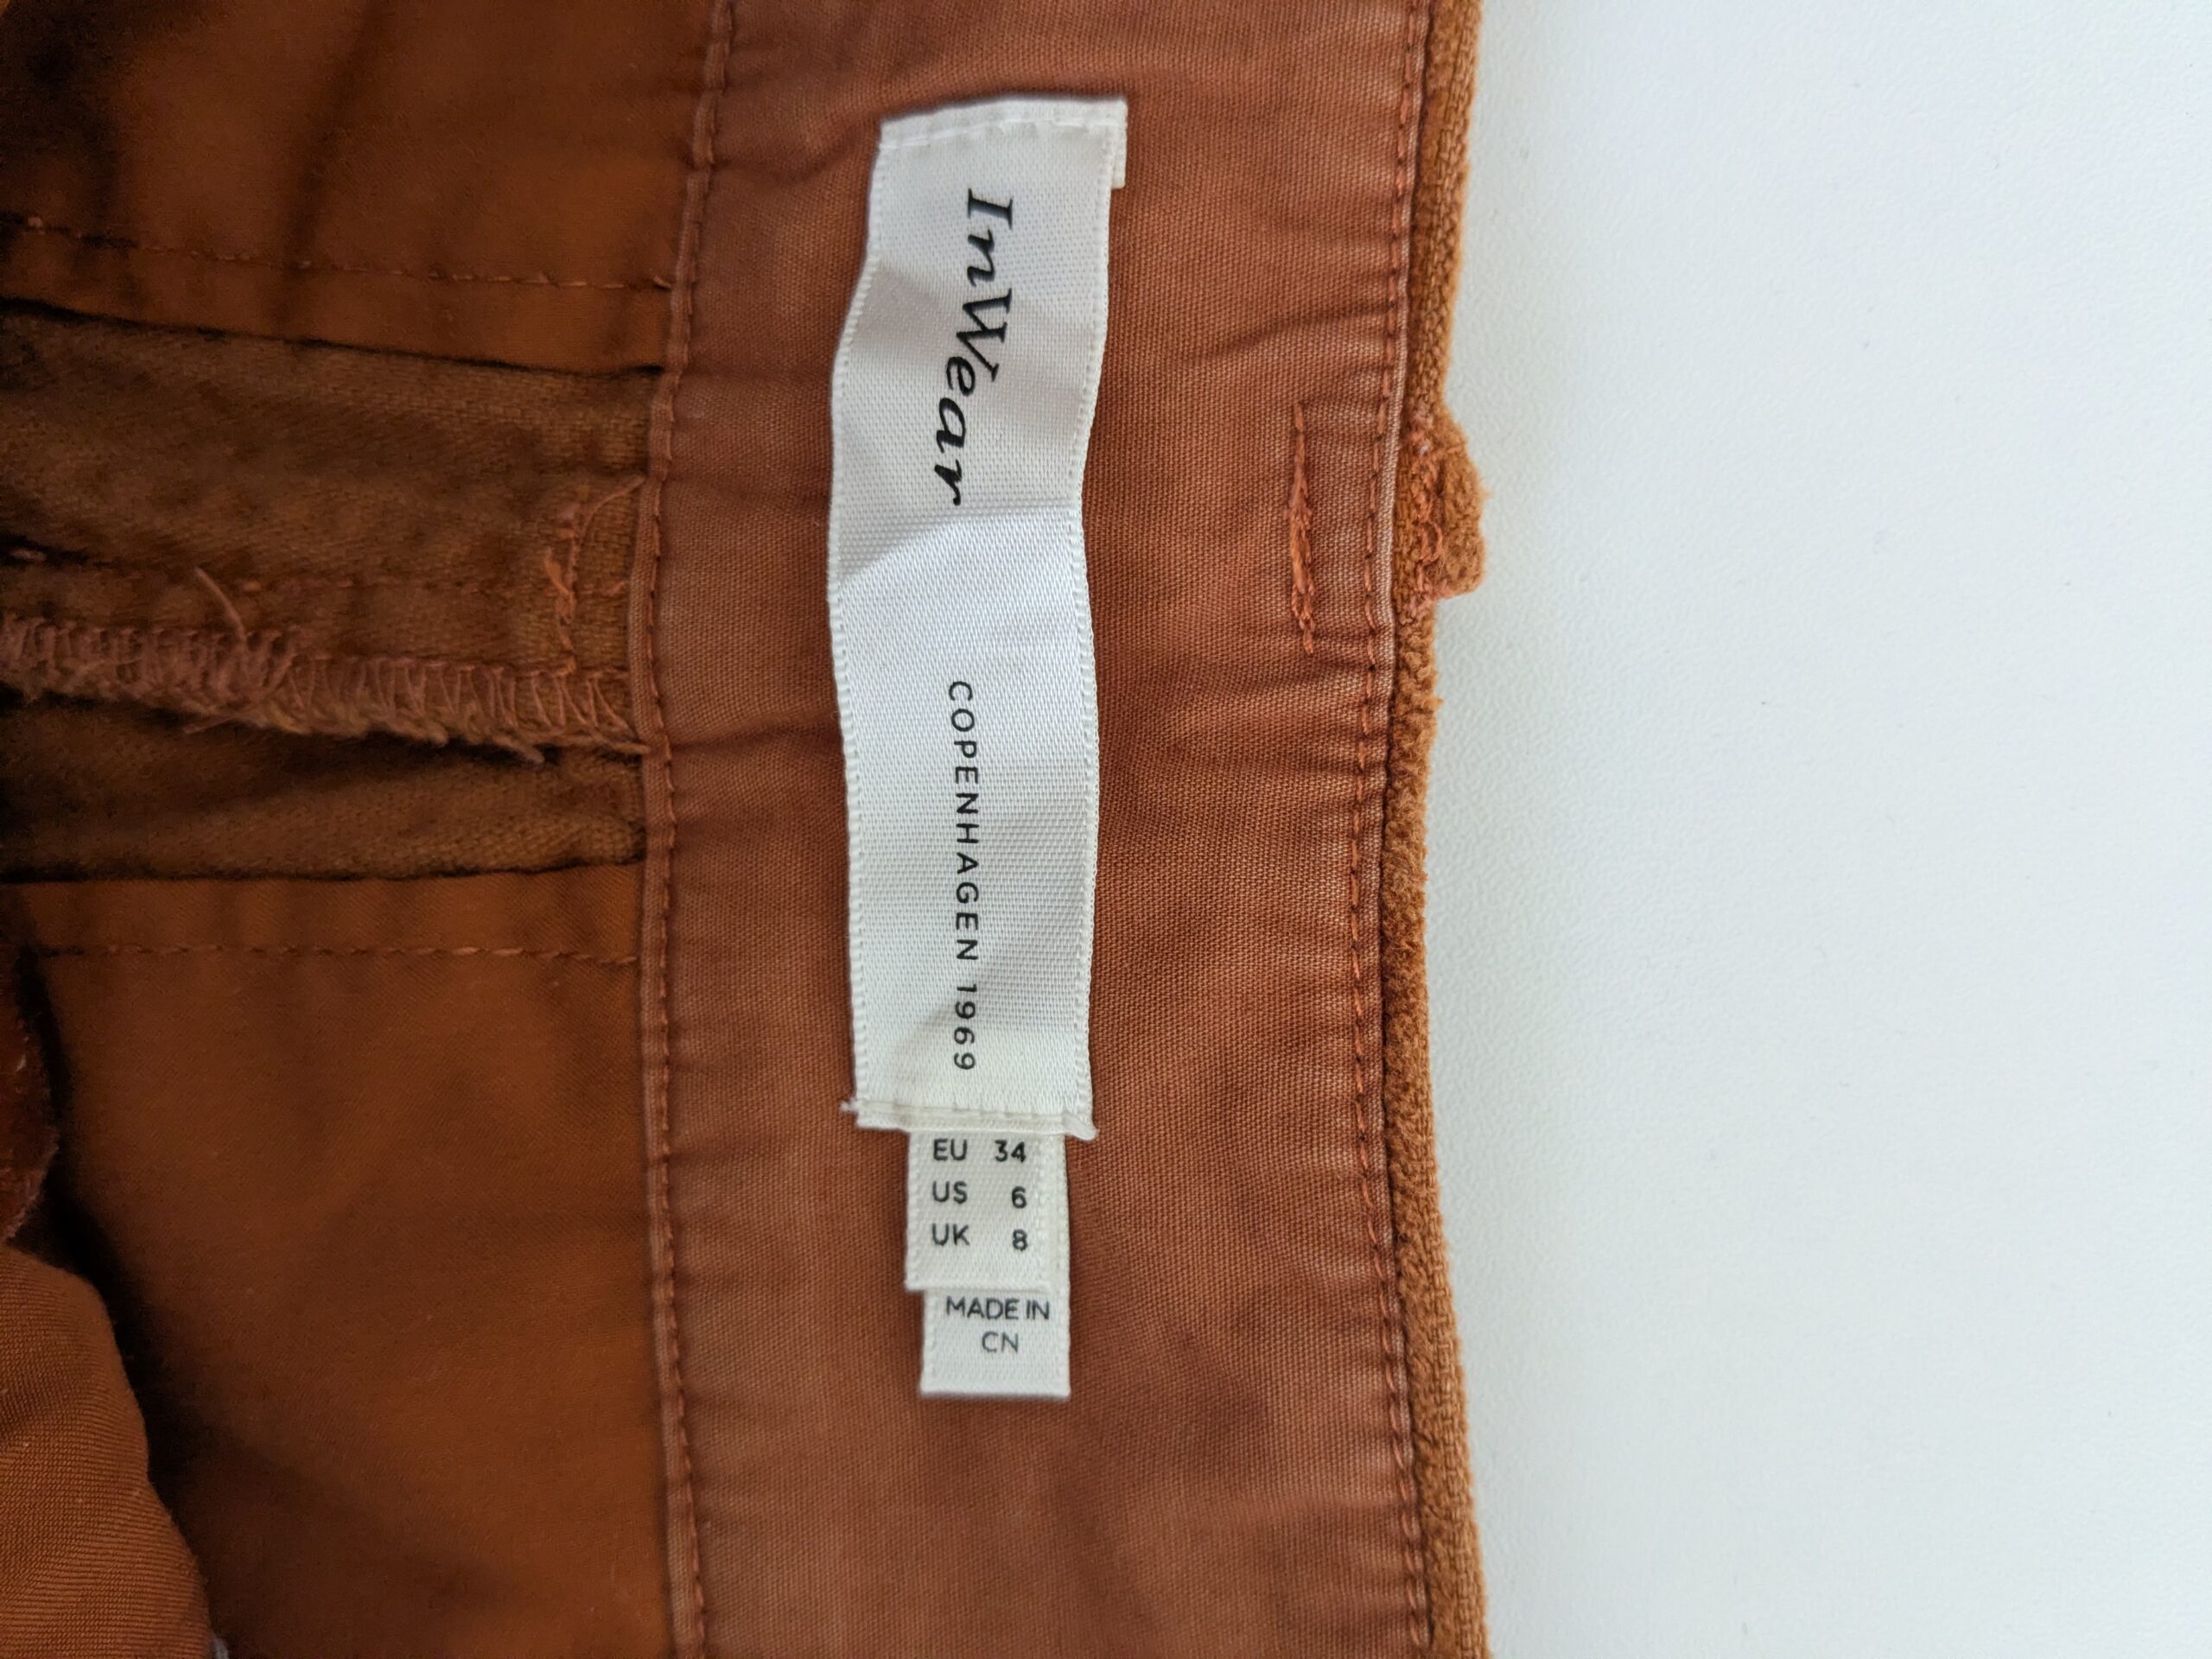 InWear
COPENHAGEN 1969
EU 34
US 6
UK 8
MADE IN
CN